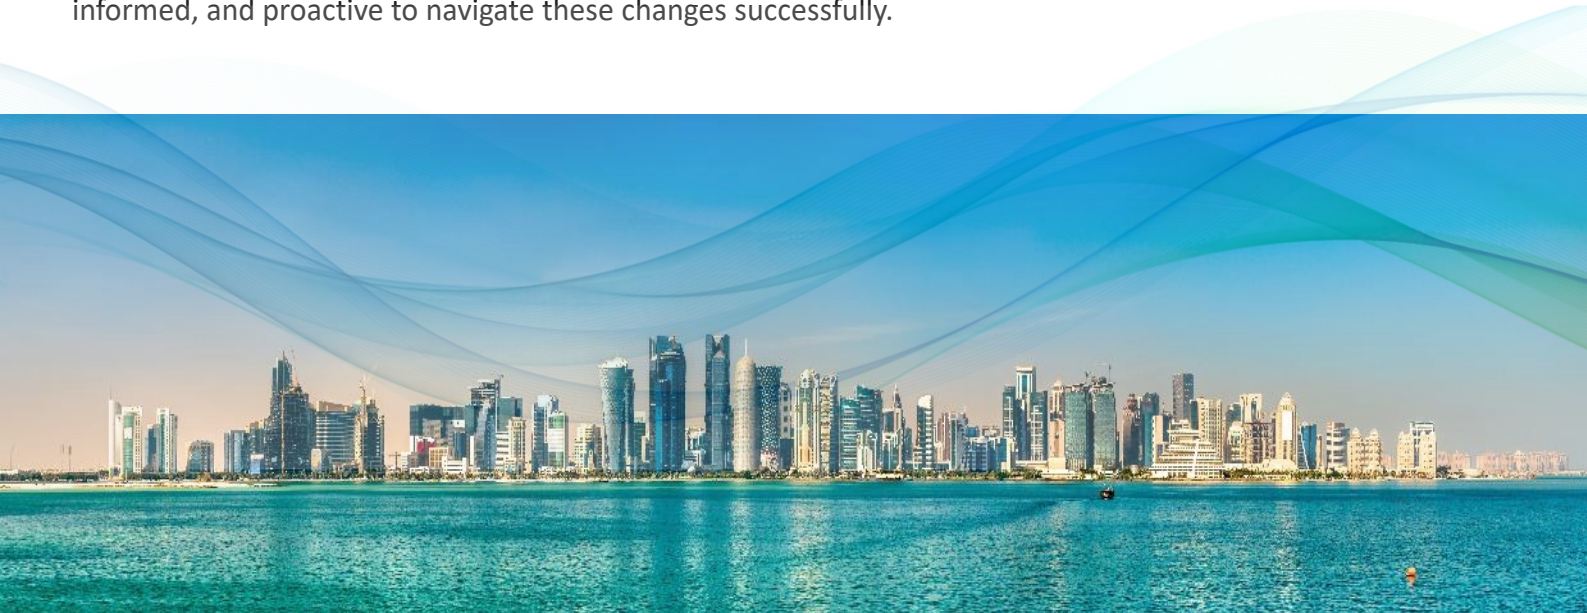 informed, and proactive to navigate these changes successfully.